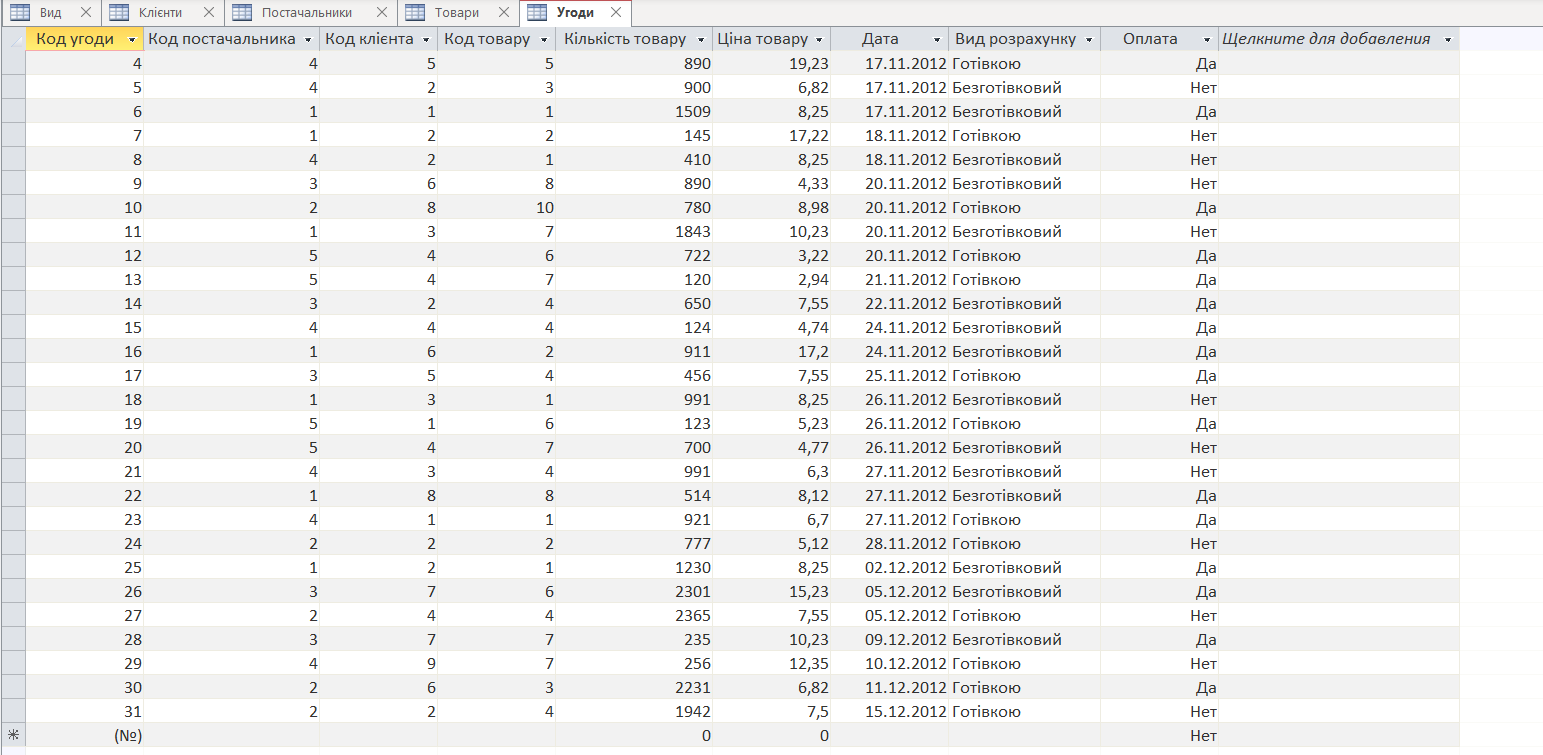 Вид Клієнти Постачальники Товари Угоди
Код угоди Код постачальника Код клієнта Код товару Кількість товару Ціна товару Дата Вид розрахунку Оплата Щелкните для добавления
4 4 5 5 890 19,23 17.11.2012 Готівкою Да
5 4 2 3 900 6,82 17.11.2012 Безготівковий Нет
6 1 1 1 1509 8,25 17.11.2012 Безготівковий Да
7 1 2 2 145 17,22 18.11.2012 Готівкою Нет
8 4 2 1 410 8,25 18.11.2012 Безготівковий Нет
9 3 6 8 890 4,33 20.11.2012 Безготівковий Нет
10 2 8 10 780 8,98 20.11.2012 Готівкою Да
11 1 3 7 1843 10,23 20.11.2012 Безготівковий Нет
12 5 4 6 722 3,22 20.11.2012 Готівкою Да
13 5 4 7 120 2,94 21.11.2012 Готівкою Да
14 3 2 4 650 7,55 22.11.2012 Безготівковий Да
15 4 4 4 124 4,74 24.11.2012 Безготівковий Да
16 1 6 2 911 17,2 24.11.2012 Безготівковий Да
17 3 5 4 456 7,55 25.11.2012 Готівкою Да
18 1 3 1 991 8,25 26.11.2012 Безготівковий Нет
19 5 1 6 123 5,23 26.11.2012 Готівкою Да
20 5 4 7 700 4,77 26.11.2012 Безготівковий Нет
21 4 3 4 991 6,3 27.11.2012 Безготівковий Нет
22 1 8 8 514 8,12 27.11.2012 Безготівковий Да
23 4 1 1 921 6,7 27.11.2012 Готівкою Да
24 2 2 2 777 5,12 28.11.2012 Готівкою Нет
25 1 2 1 1230 8,25 02.12.2012 Безготівковий Да
26 3 7 6 2301 15,23 05.12.2012 Безготівковий Да
27 2 4 4 2365 7,55 05.12.2012 Готівкою Нет
28 3 7 7 235 10,23 09.12.2012 Безготівковий Да
29 4 9 7 256 12,35 10.12.2012 Готівкою Нет
30 2 6 3 2231 6,82 11.12.2012 Готівкою Да
31 2 2 4 1942 7,5 15.12.2012 Готівкою Нет
(№) 0 0 Нет